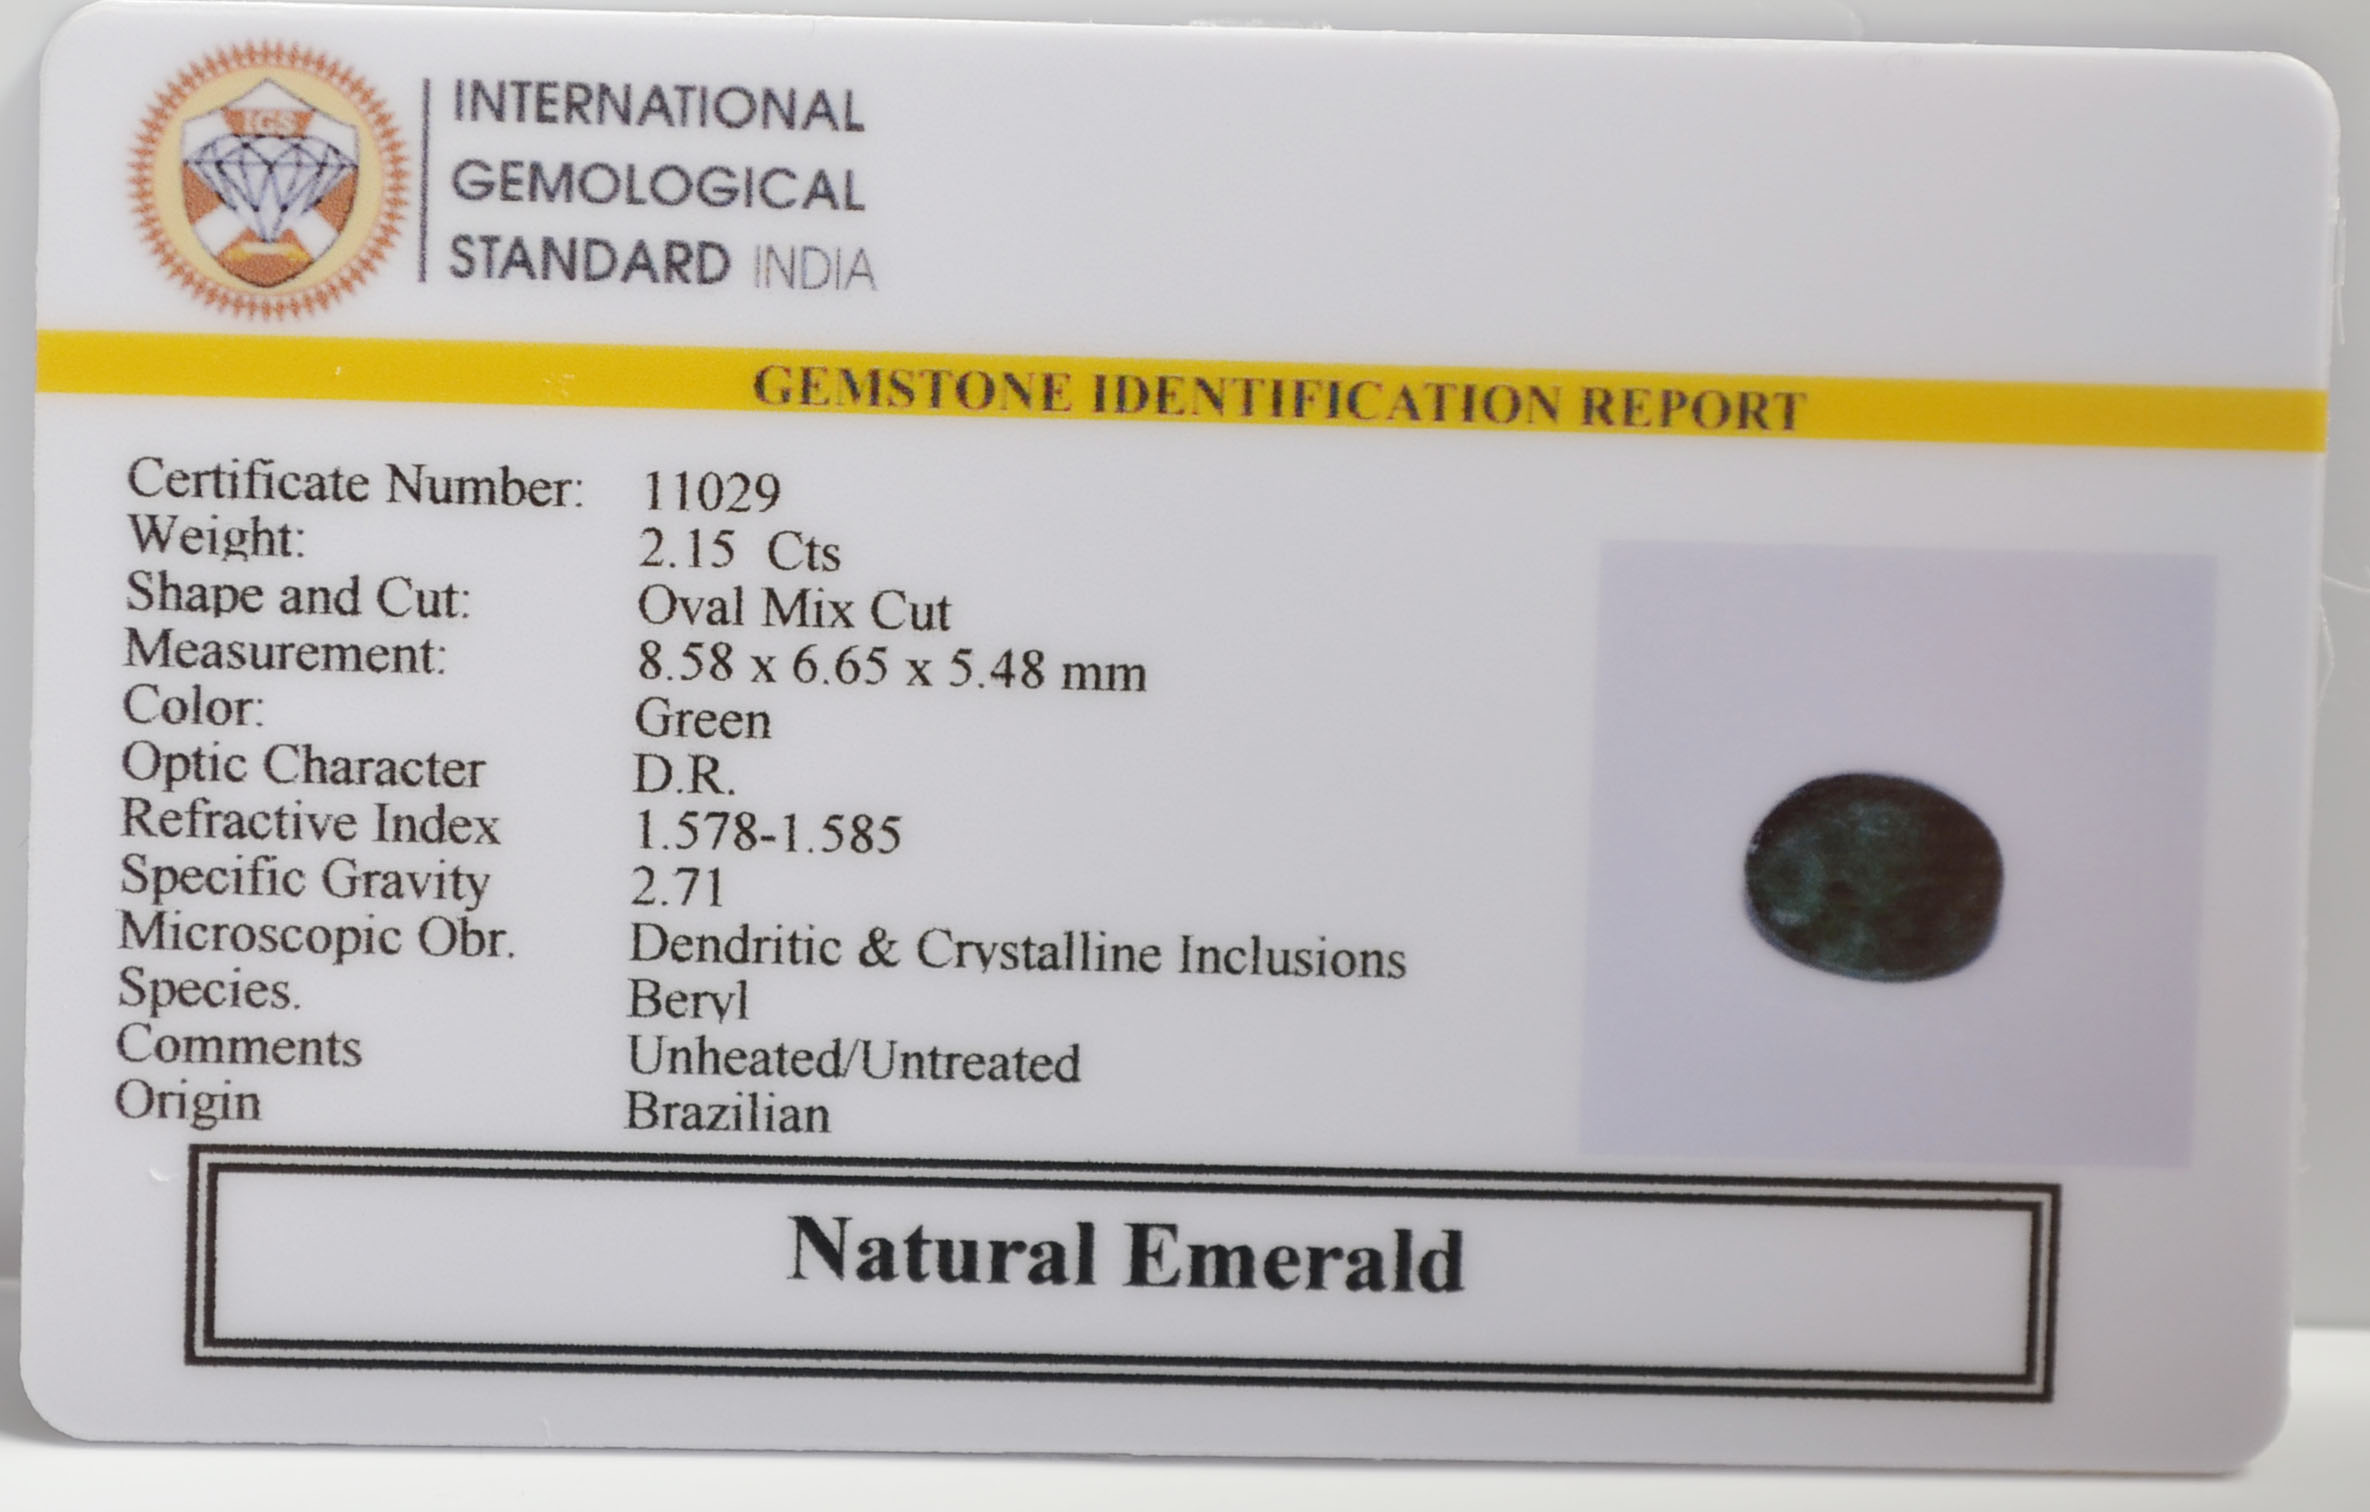 IGS
INTERNATIONAL
GEMOLOGICAL
STANDARD INDIA
GEMSTONE IDENTIFICATION REPORT
Certificate Number: 11029
Weight: 2.15 Cts
Shape and Cut: Oval Mix Cut
Measurement: 8.58 x 6.65 x 5.48 mm
Color: Green
Optic Character D.R.
Refractive Index 1.578-1.585
Specific Gravity 2.71
Microscopic Obr. Dendritic & Crystalline Inclusions
Species. Beryl
Comments Unheated/Untreated
Origin Brazilian
Natural Emerald